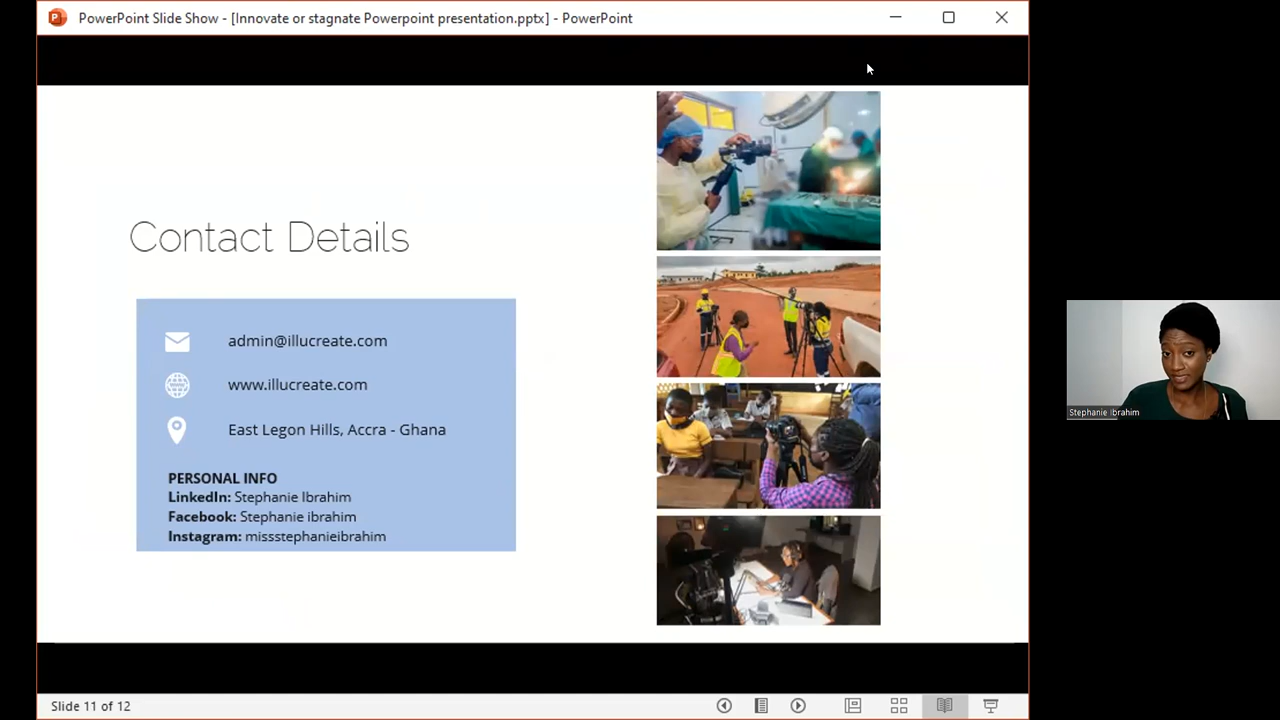 PowerPoint Slide Show - [Innovate or stagnate Powerpoint presentation.pptx] - PowerPoint
Contact Details
admin@illucreate.com
www.illucreate.com
East Legon Hills, Accra - Ghana
PERSONAL INFO
LinkedIn: Stephanie Ibrahim
Facebook: Stephanie ibrahim
Instagram: missstephanieibrahim
Stephanie Ibrahim
Slide 11 of 12